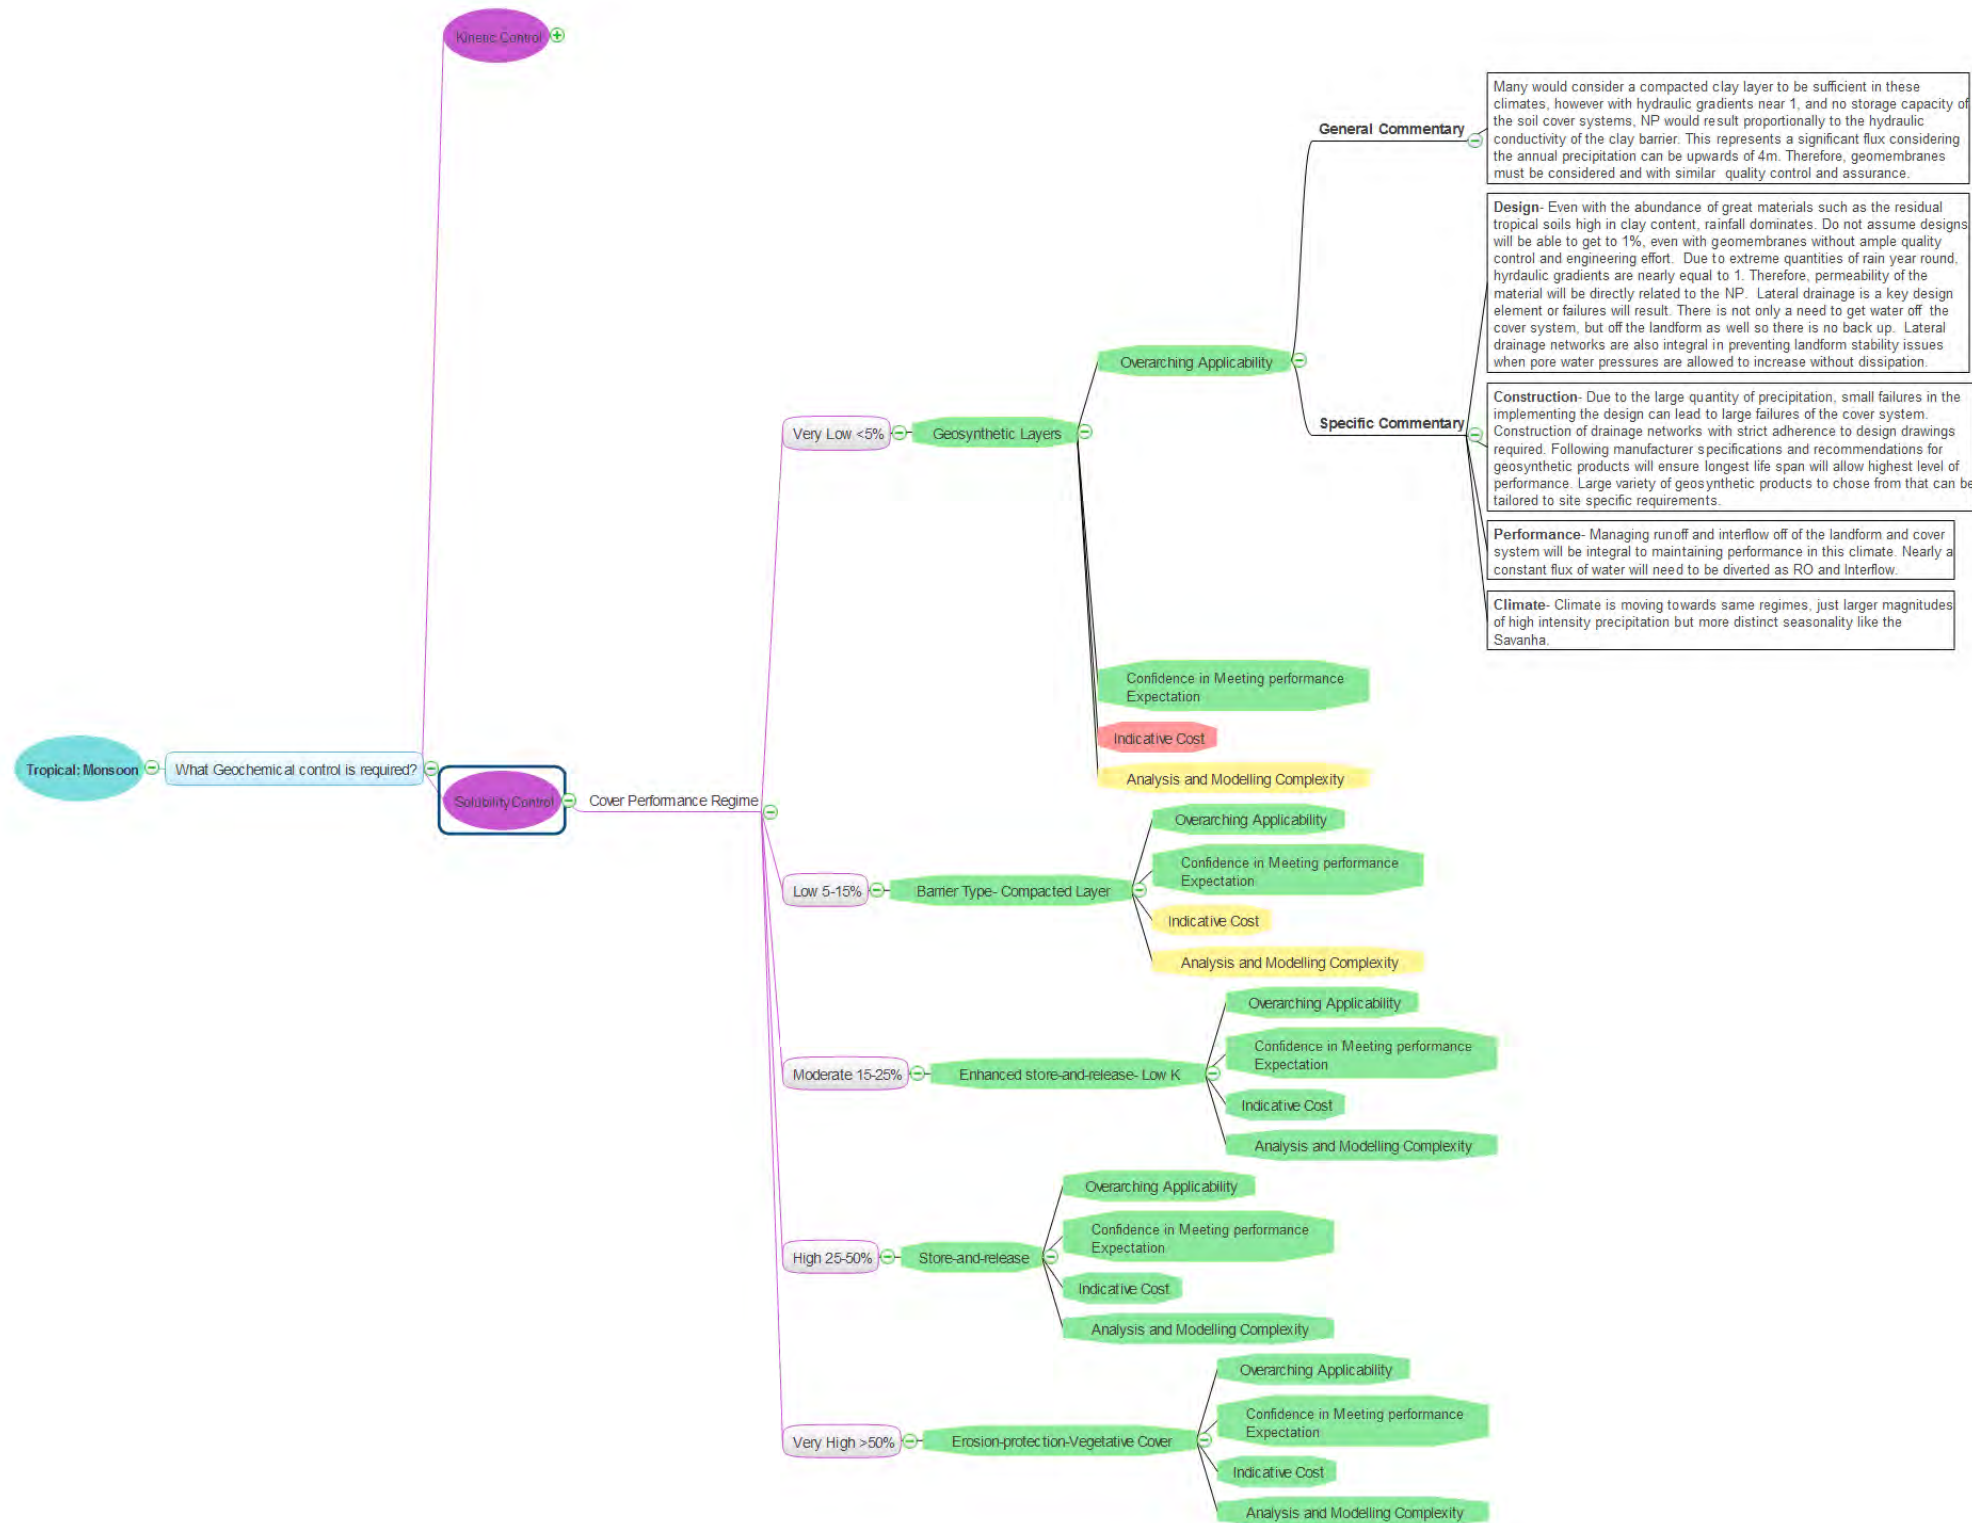 Kinetic Control
Many would consider a compacted clay layer to be sufficient in these
climates, however with hydraulic gradients near 1, and no storage capacity of
the soil cover systems, NP would result proportionally to the hydraulic
conductivity of the clay barrier. This represents a significant flux considering
the annual precipitation can be upwards of 4m. Therefore, geomembranes
must be considered and with similar quality control and assurance.
General Commentary
Design- Even with the abundance of great materials such as the residual
tropical soils high in clay content, rainfall dominates. Do not assume designs
will be able to get to 1%, even with geomembranes without ample quality
control and engineering effort. Due to extreme quantities of rain year round,
hyrdaulic gradients are nearly equal to 1. Therefore, permeability of the
material will be directly related to the NP. Lateral drainage is a key design
element or failures will result. There is not only a need to get water off the
cover system, but off the landform as well so there is no back up. Lateral
drainage networks are also integral in preventing landform stability issues
when pore water pressures are allowed to increase without dissipation.
Overarching Applicability
Construction- Due to the large quantity of precipitation, small failures in the
implementing the design can lead to large failures of the cover system.
Construction of drainage networks with strict adherence to design drawings
required. Following manufacturer specifications and recommendations for
geosynthetic products will ensure longest life span will allow highest level of
performance. Large variety of geosynthetic products to chose from that can be
tailored to site specific requirements.
Specific Commentary
Very Low <5%
Geosynthetic Layers
Performance- Managing runoff and interflow off of the landform and cover
system will be integral to maintaining performance in this climate. Nearly a
constant flux of water will need to be diverted as RO and Interflow.
Climate- Climate is moving towards same regimes, just larger magnitudes
of high intensity precipitation but more distinct seasonality like the
Savanha.
Confidence in Meeting performance
Expectation
Indicative Cost
Analysis and Modelling Complexity
Tropical: Monsoon
What Geochemical control is required?
Solubility Control
Cover Performance Regime
Overarching Applicability
Confidence in Meeting performance
Expectation
Low 5-15%
Barrier Type- Compacted Layer
Indicative Cost
Analysis and Modelling Complexity
Overarching Applicability
Confidence in Meeting performance
Expectation
Moderate 15-25%
Enhanced store-and-release- Low K
Indicative Cost
Analysis and Modelling Complexity
Overarching Applicability
Confidence in Meeting performance
Expectation
High 25-50%
Store-and-release
Indicative Cost
Analysis and Modelling Complexity
Overarching Applicability
Confidence in Meeting performance
Expectation
Very High >50%
Erosion-protection-Vegetative Cover
Indicative Cost
Analysis and Modelling Complexity